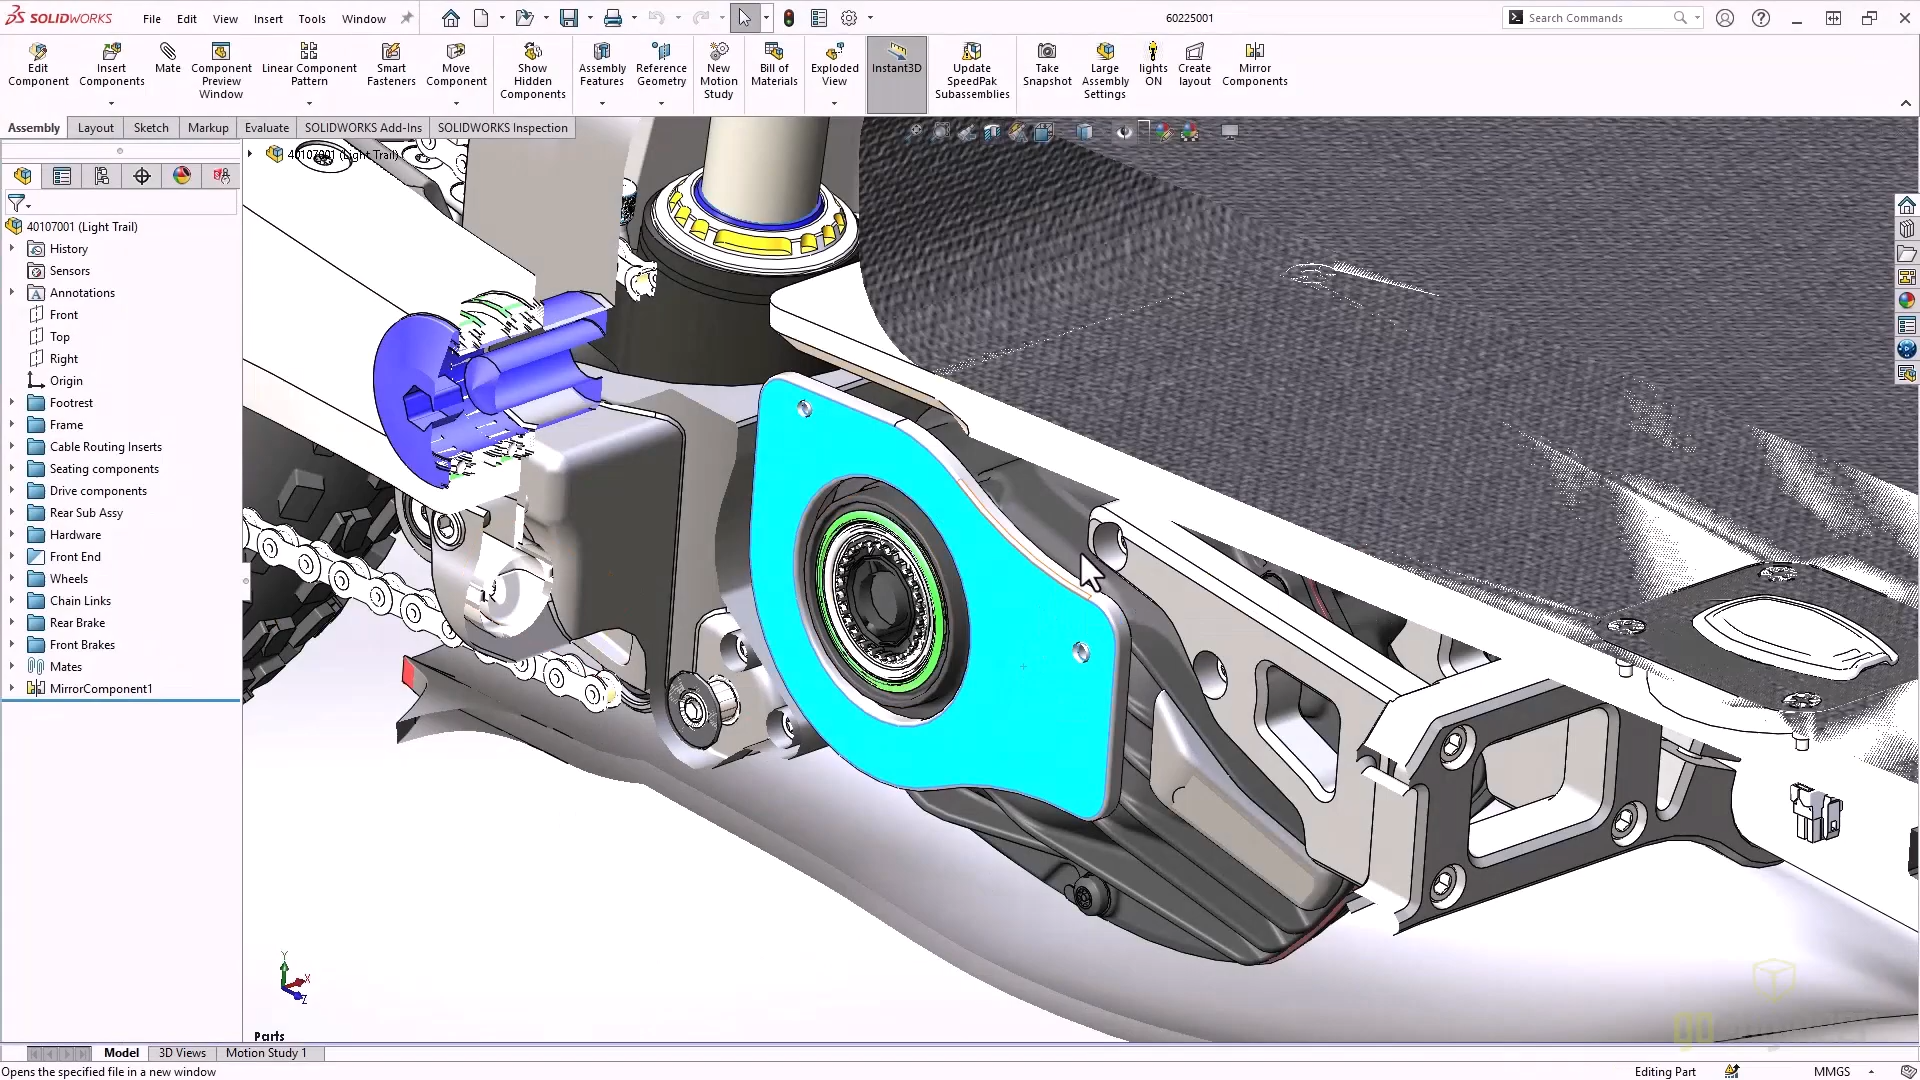 SOLIDWORKS File Edit View Insert Tools Window 60225001 Search Commands
Edit Component
Insert Components
Mate
Component Preview Window
Linear Component Pattern
Smart Fasteners
Move Component
Show Hidden Components
Assembly Features
Reference Geometry
New Motion Study
Bill of Materials
Exploded View
Instant3D
Update SpeedPak Subassemblies
Take Snapshot
Large Assembly Settings
lights ON
Create layout
Mirror Components
Assembly Layout Sketch Markup Evaluate SOLIDWORKS Add-Ins SOLIDWORKS Inspection
40107001 (Light Trail)
40107001 (Light Trail)
History
Sensors
Annotations
Front
Top
Right
Origin
Footrest
Frame
Cable Routing Inserts
Seating components
Drive components
Rear Sub Assy
Hardware
Front End
Wheels
Chain Links
Rear Brake
Front Brakes
Mates
MirrorComponent1
Y
X
Z
Parts
Model 3D Views Motion Study 1
Opens the specified file in a new window Editing Part MMGS